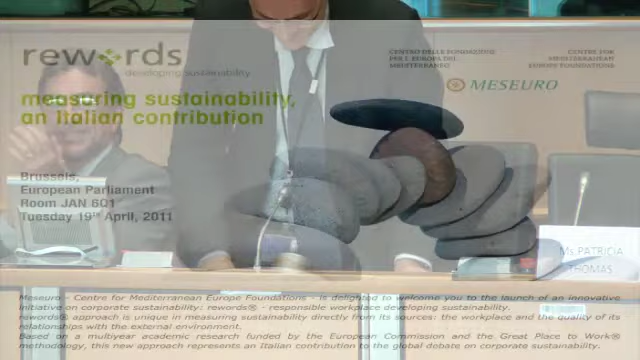 rewords
developing sustainability
CENTRO DELLE FONDAZIONI
PER L'EUROPA DEL
MEDITERRANEO
CENTRE FOR
MEDITERRANEAN
EUROPE FOUNDATIONS
MESEURO
measuring sustainability,
an Italian contribution
Brussels,
European Parliament
Room JAN 6Q1
Tuesday 19th April, 2011
Ms PATRICIA
THOMAS
Meseuro - Centre for Mediterranean Europe Foundations - is delighted to welcome you to the launch of an innovative
initiative on corporate sustainability: rewords® - responsible workplace developing sustainability.
rewords® approach is unique in measuring sustainability directly from its sources: the workplace and the quality of its
relationships with the external environment.
Based on a multiyear academic research funded by the European Commission and the Great Place to Work®
methodology, this new approach represents an Italian contribution to the global debate on corporate sustainability.